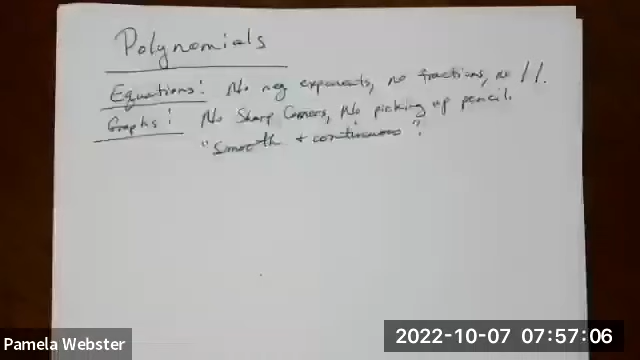 Polynomials
Equations: No neg exponents, no fractions, no | |.
Graphs: No Sharp Corners, No picking up pencil.
"Smooth + continuous".
Pamela Webster
2022-10-07 07:57:06